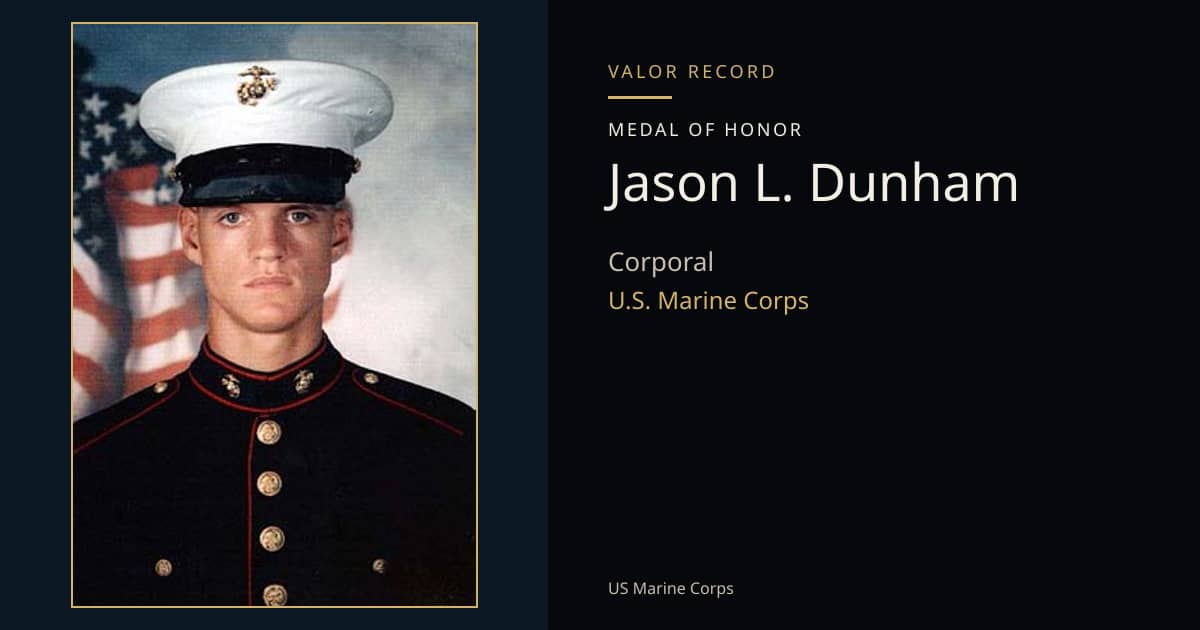 VALOR RECORD
MEDAL OF HONOR
Jason L. Dunham
Corporal
U.S. Marine Corps
US Marine Corps